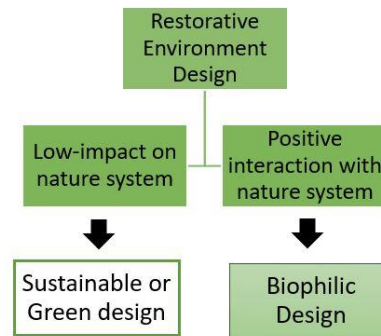 Restorative
Environment
Design
Low-impact on
nature system
Positive
interaction with
nature system
Sustainable or
Green design
Biophilic
Design